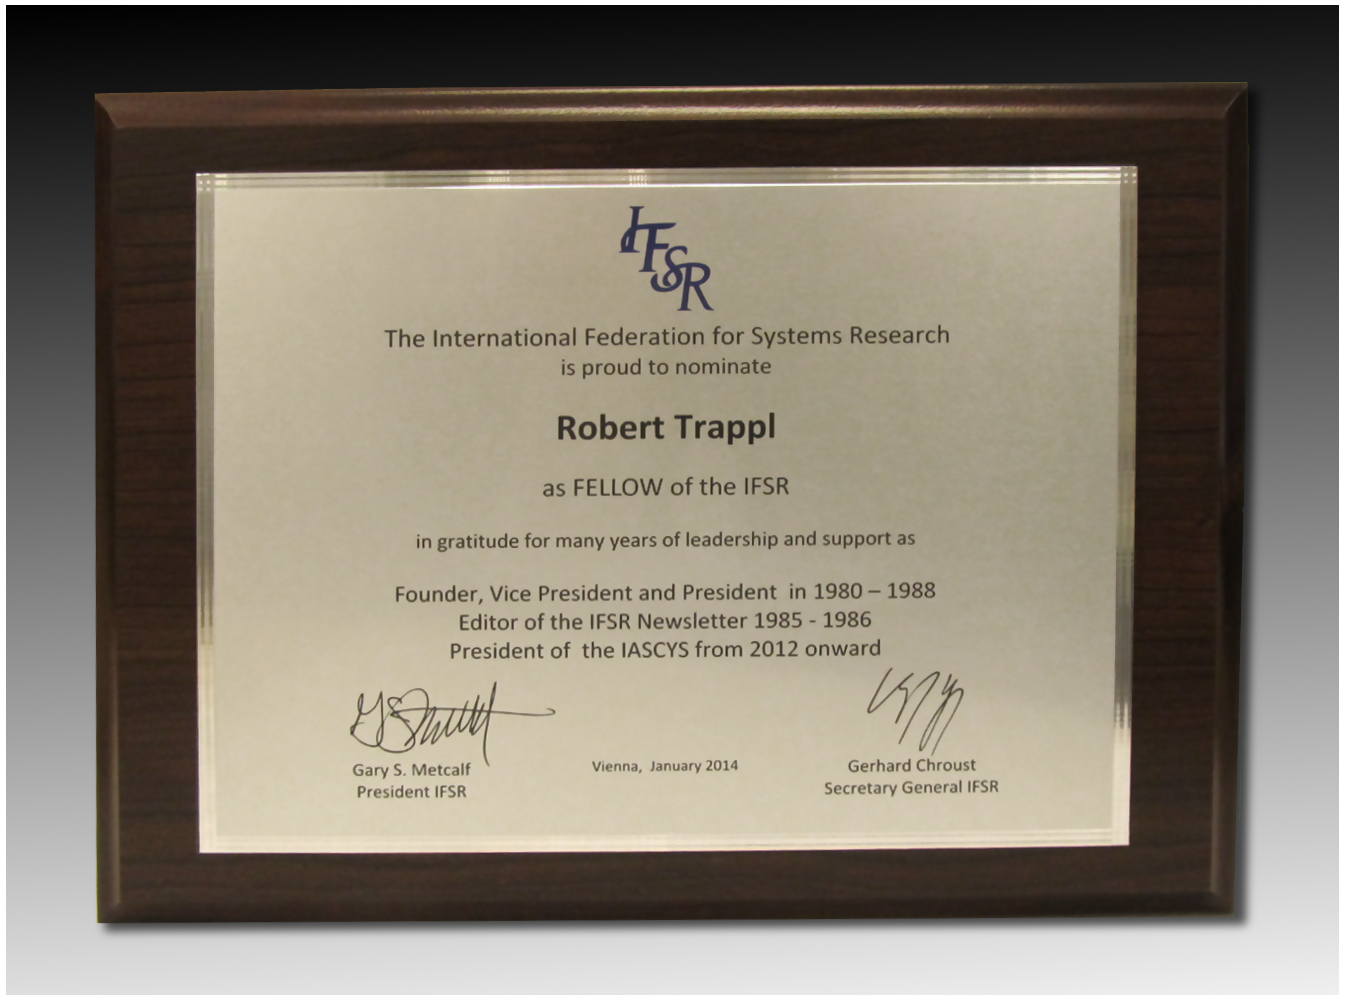 IFSR
The International Federation for Systems Research
is proud to nominate
Robert Trappl
as FELLOW of the IFSR
in gratitude for many years of leadership and support as
Founder, Vice President and President in 1980 – 1988
Editor of the IFSR Newsletter 1985 - 1986
President of the IASCYS from 2012 onward
Gary S. Metcalf
President IFSR
Vienna, January 2014
Gerhard Chroust
Secretary General IFSR